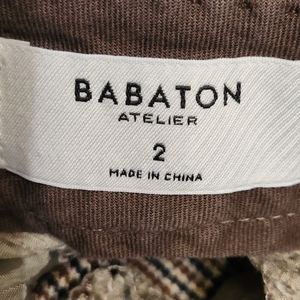 BABATON
ATELIER
2
MADE IN CHINA